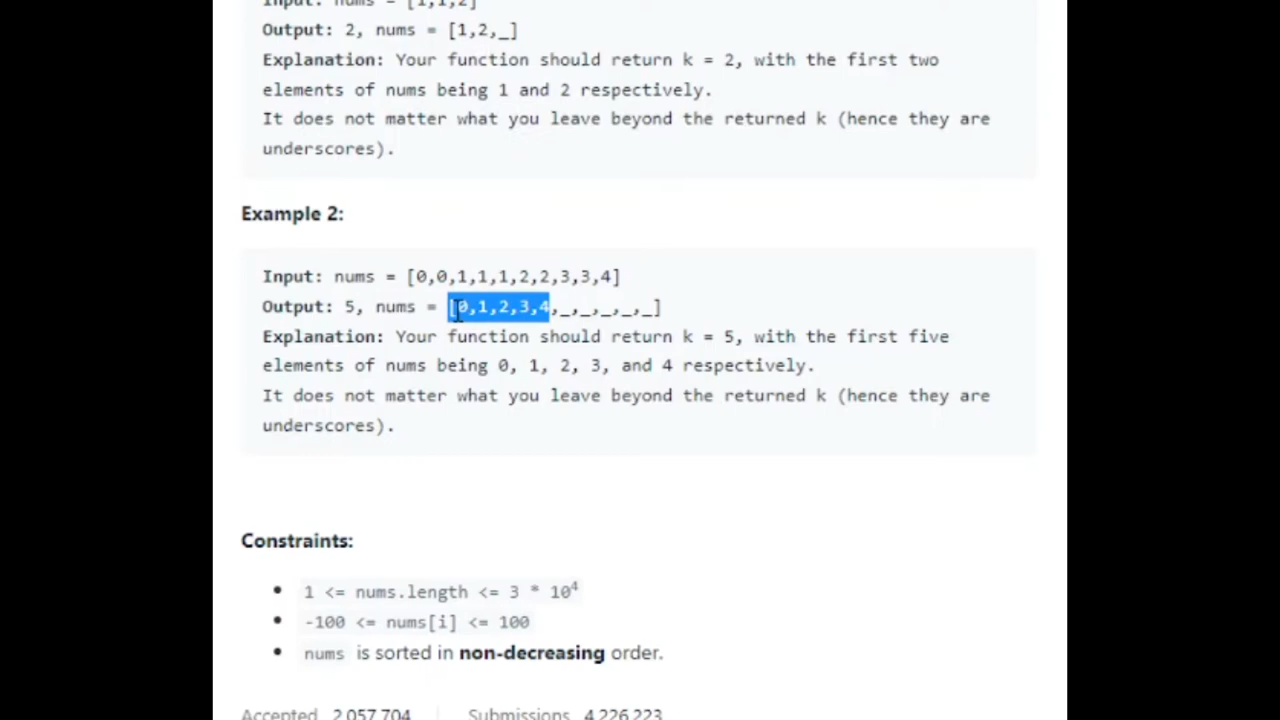 Input: nums = [1,1,2]
Output: 2, nums = [1,2,_]
Explanation: Your function should return k = 2, with the first two
elements of nums being 1 and 2 respectively.
It does not matter what you leave beyond the returned k (hence they are
underscores).
Example 2:
Input: nums = [0,0,1,1,1,2,2,3,3,4]
Output: 5, nums = [0,1,2,3,4,_,_,_,_,_]
Explanation: Your function should return k = 5, with the first five
elements of nums being 0, 1, 2, 3, and 4 respectively.
It does not matter what you leave beyond the returned k (hence they are
underscores).
Constraints:
1 <= nums.length <= 3 * 10⁴
-100 <= nums[i] <= 100
nums is sorted in non-decreasing order.
Accepted 2,057,704 Submissions 4,226,223